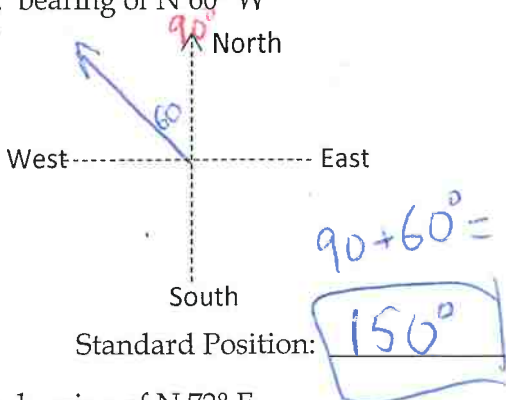 bearing of N 60° W
90°
North
60
West
East
90+60°=
South
Standard Position: 150°
bearing of N 72° E